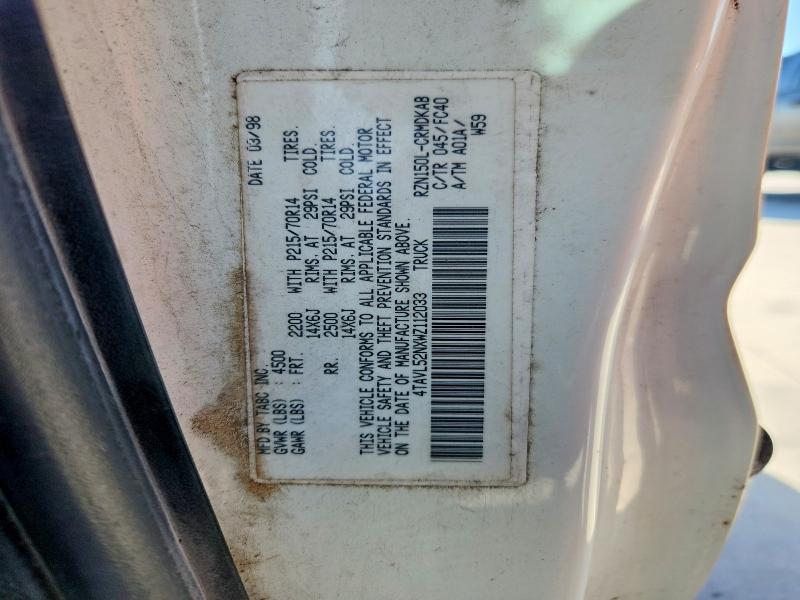 MFD BY TABC INC. DATE 03/98
GVWR (LBS) : 4500
GAWR (LBS) : FRT. 2200 WITH P215/70R14 TIRES.
14X6J RIMS. AT 29PSI COLD.
RR. 2500 WITH P215/70R14 TIRES.
14X6J RIMS. AT 29PSI COLD.
THIS VEHICLE CONFORMS TO ALL APPLICABLE FEDERAL MOTOR
VEHICLE SAFETY AND THEFT PREVENTION STANDARDS IN EFFECT
ON THE DATE OF MANUFACTURE SHOWN ABOVE
4TAVL52NXWZ112033 TRUCK
RZN150L-CRMDKAB
C/TR 045/FC40
A/TM A01A/
W59